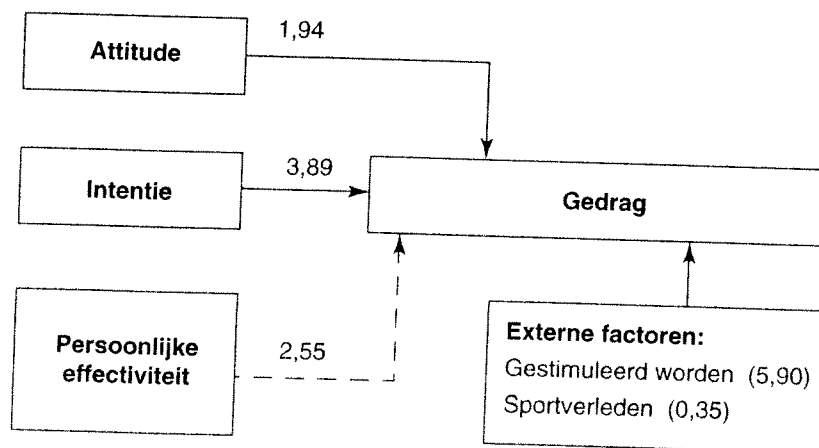 Attitude
1,94
Intentie
3,89
Gedrag
Persoonlijke
effectiviteit
2,55
Externe factoren:
Gestimuleerd worden (5,90)
Sportverleden (0,35)